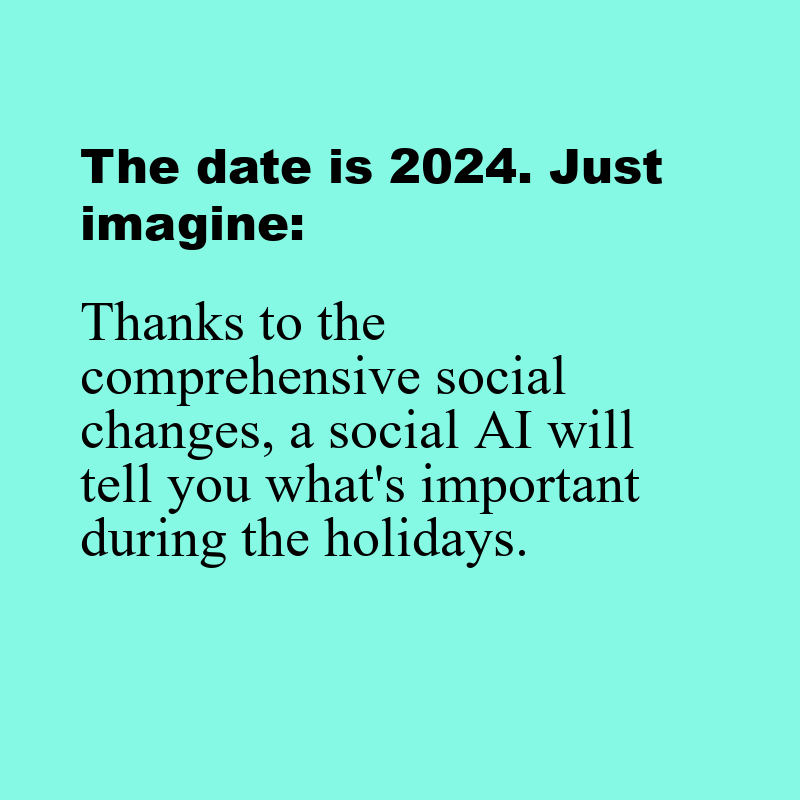 The date is 2024. Just
imagine:
Thanks to the
comprehensive social
changes, a social AI will
tell you what's important
during the holidays.